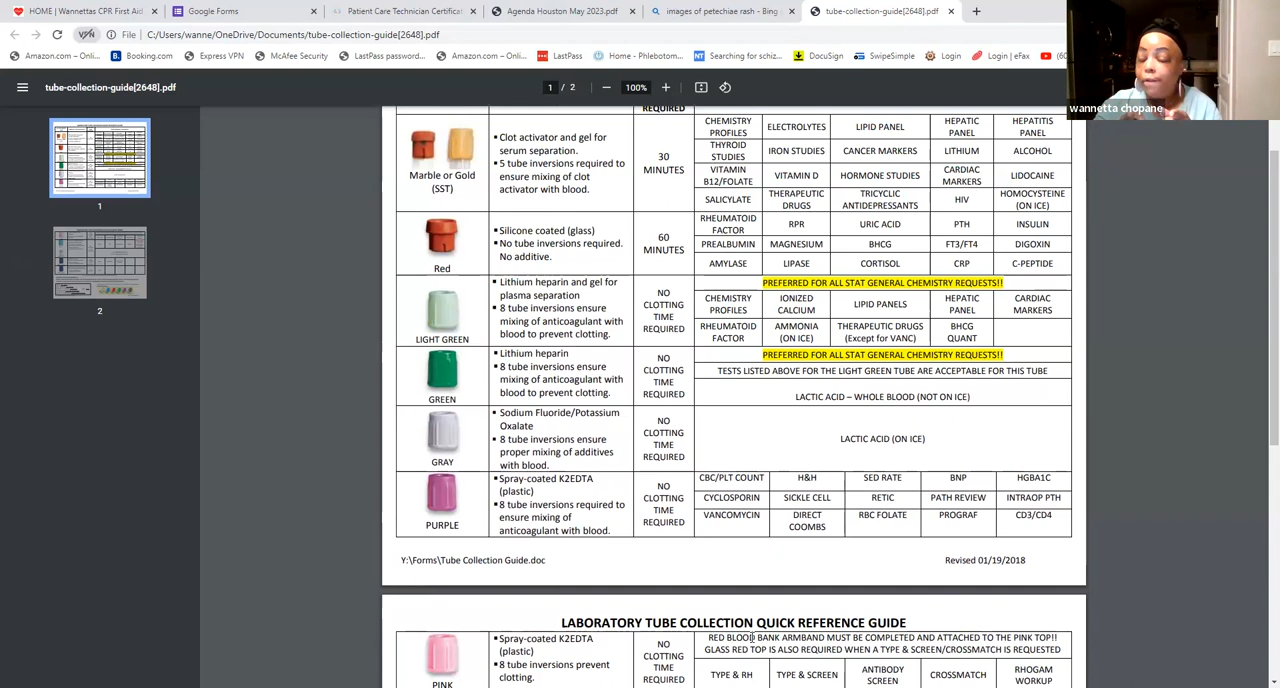 HOME | Wannettas CPR First Aid
Google Forms
Patient Care Technician Certificat
Agenda Houston May 2023.pdf
images of petechiae rash - Bing
tube-collection-guide[2648].pdf
VPN
File
C:/Users/wanne/OneDrive/Documents/tube-collection-guide[2648].pdf
Amazon.com – Onli...
Booking.com
Express VPN
McAfee Security
LastPass password...
Amazon.com – Onli...
LastPass
Home - Phlebotom...
Searching for schiz...
DocuSign
SwipeSimple
Login
Login | eFax
(60
wannetta chopane
tube-collection-guide[2648].pdf
1 / 2
100%
1
2
REQUIRED
Marble or Gold
(SST)
▪ Clot activator and gel for
serum separation.
▪ 5 tube inversions required to
ensure mixing of clot
activator with blood.
30
MINUTES
CHEMISTRY
PROFILES
ELECTROLYTES
LIPID PANEL
HEPATIC
PANEL
HEPATITIS
PANEL
THYROID
STUDIES
IRON STUDIES
CANCER MARKERS
LITHIUM
ALCOHOL
VITAMIN
B12/FOLATE
VITAMIN D
HORMONE STUDIES
CARDIAC
MARKERS
LIDOCAINE
SALICYLATE
THERAPEUTIC
DRUGS
TRICYCLIC
ANTIDEPRESSANTS
HIV
HOMOCYSTEINE
(ON ICE)
Red
▪ Silicone coated (glass)
▪ No tube inversions required.
No additive.
60
MINUTES
RHEUMATOID
FACTOR
RPR
URIC ACID
PTH
INSULIN
PREALBUMIN
MAGNESIUM
BHCG
FT3/FT4
DIGOXIN
AMYLASE
LIPASE
CORTISOL
CRP
C-PEPTIDE
LIGHT GREEN
▪ Lithium heparin and gel for
plasma separation
▪ 8 tube inversions ensure
mixing of anticoagulant with
blood to prevent clotting.
NO
CLOTTING
TIME
REQUIRED
PREFERRED FOR ALL STAT GENERAL CHEMISTRY REQUESTS!!
CHEMISTRY
PROFILES
IONIZED
CALCIUM
LIPID PANELS
HEPATIC
PANEL
CARDIAC
MARKERS
RHEUMATOID
FACTOR
AMMONIA
(ON ICE)
THERAPEUTIC DRUGS
(Except for VANC)
BHCG
QUANT
GREEN
▪ Lithium heparin
▪ 8 tube inversions ensure
mixing of anticoagulant with
blood to prevent clotting.
NO
CLOTTING
TIME
REQUIRED
PREFERRED FOR ALL STAT GENERAL CHEMISTRY REQUESTS!!
TESTS LISTED ABOVE FOR THE LIGHT GREEN TUBE ARE ACCEPTABLE FOR THIS TUBE
LACTIC ACID – WHOLE BLOOD (NOT ON ICE)
GRAY
▪ Sodium Fluoride/Potassium
Oxalate
▪ 8 tube inversions ensure
proper mixing of additives
with blood.
NO
CLOTTING
TIME
REQUIRED
LACTIC ACID (ON ICE)
PURPLE
▪Spray-coated K2EDTA
(plastic)
▪8 tube inversions required to
ensure mixing of
anticoagulant with blood.
NO
CLOTTING
TIME
REQUIRED
CBC/PLT COUNT
H&H
SED RATE
BNP
HGBA1C
CYCLOSPORIN
SICKLE CELL
RETIC
PATH REVIEW
INTRAOP PTH
VANCOMYCIN
DIRECT
COOMBS
RBC FOLATE
PROGRAF
CD3/CD4
Y:\Forms\Tube Collection Guide.doc
Revised 01/19/2018
LABORATORY TUBE COLLECTION QUICK REFERENCE GUIDE
PINK
▪Spray-coated K2EDTA
(plastic)
▪8 tube inversions prevent
clotting.
NO
CLOTTING
TIME
REQUIRED
RED BLOOD BANK ARMBAND MUST BE COMPLETED AND ATTACHED TO THE PINK TOP!!
GLASS RED TOP IS ALSO REQUIRED WHEN A TYPE & SCREEN/CROSSMATCH IS REQUESTED
TYPE & RH
TYPE & SCREEN
ANTIBODY
SCREEN
CROSSMATCH
RHOGAM
WORKUP